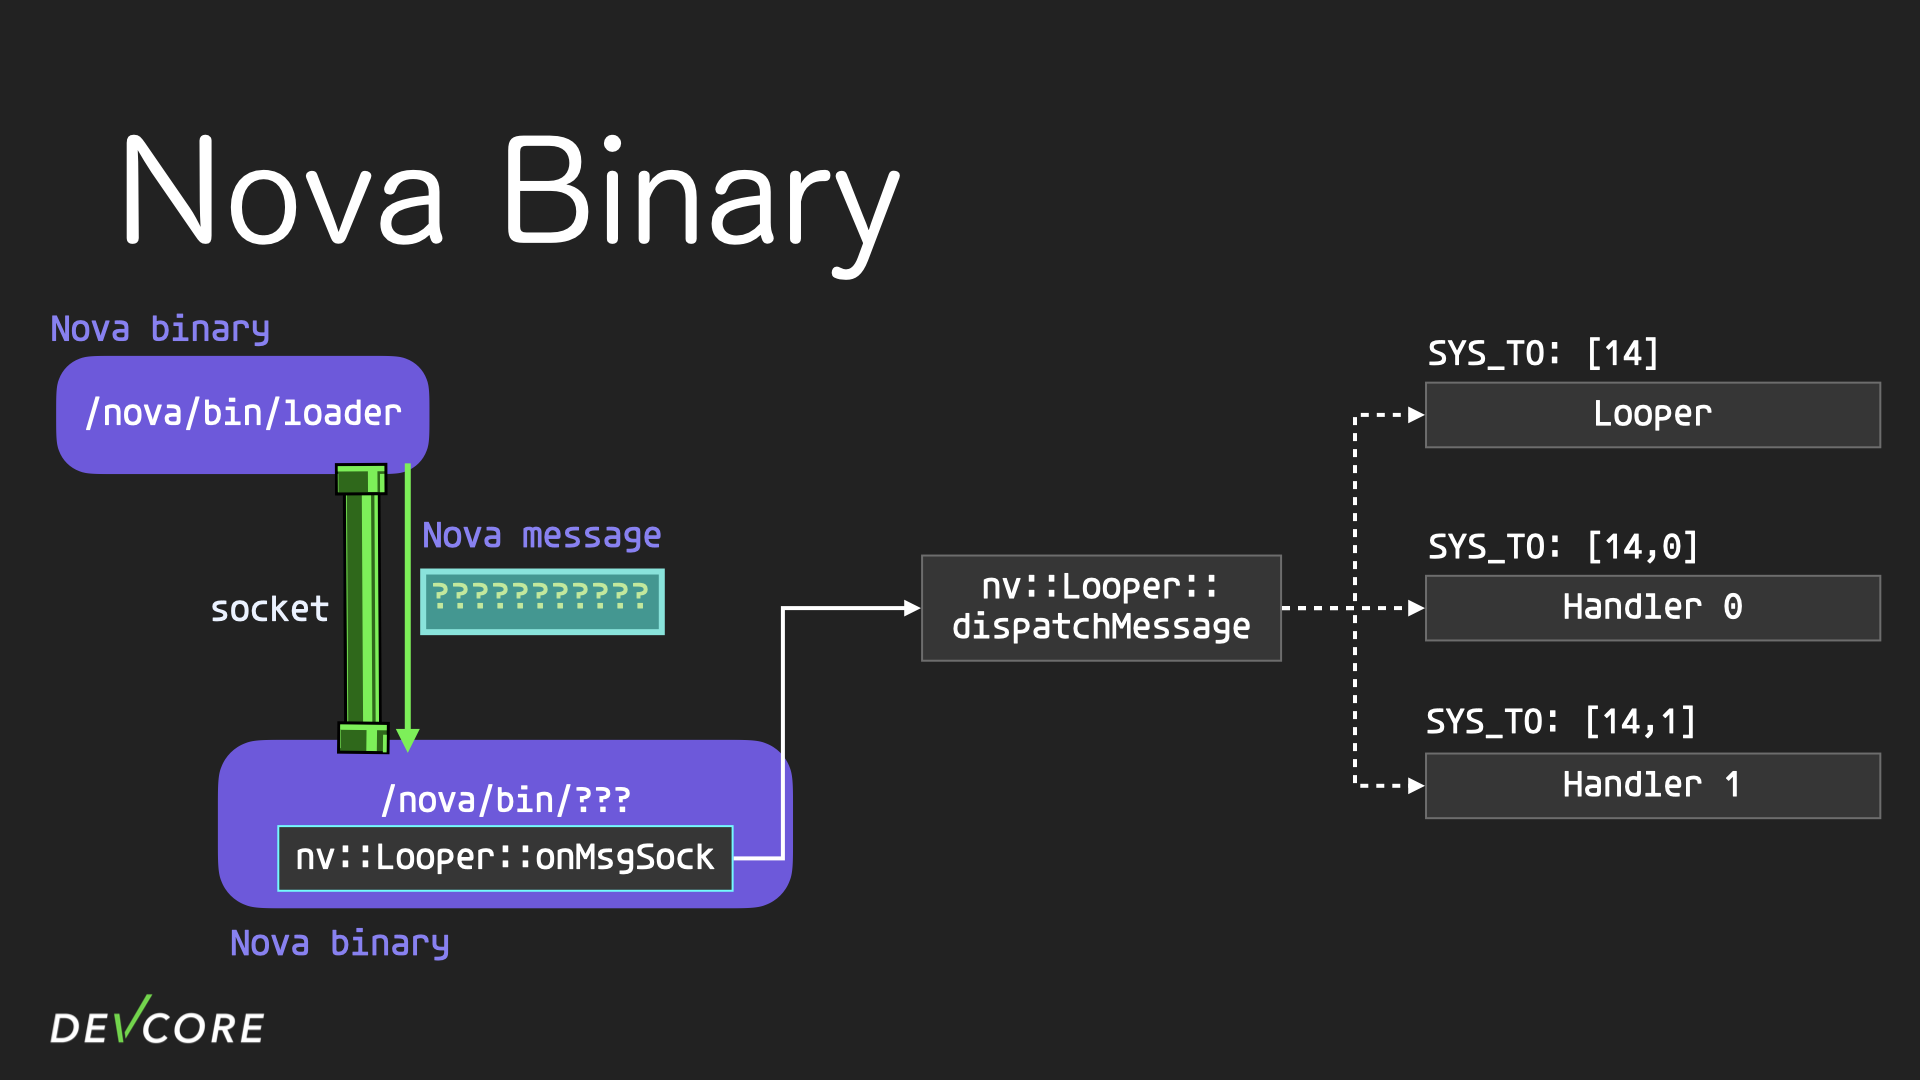 Nova Binary
Nova binary
/nova/bin/loader
socket
Nova message
???????????
/nova/bin/???
nv::Looper::onMsgSock
Nova binary
nv::Looper::
dispatchMessage
SYS_TO: [14]
Looper
SYS_TO: [14,0]
Handler 0
SYS_TO: [14,1]
Handler 1
DEVCORE